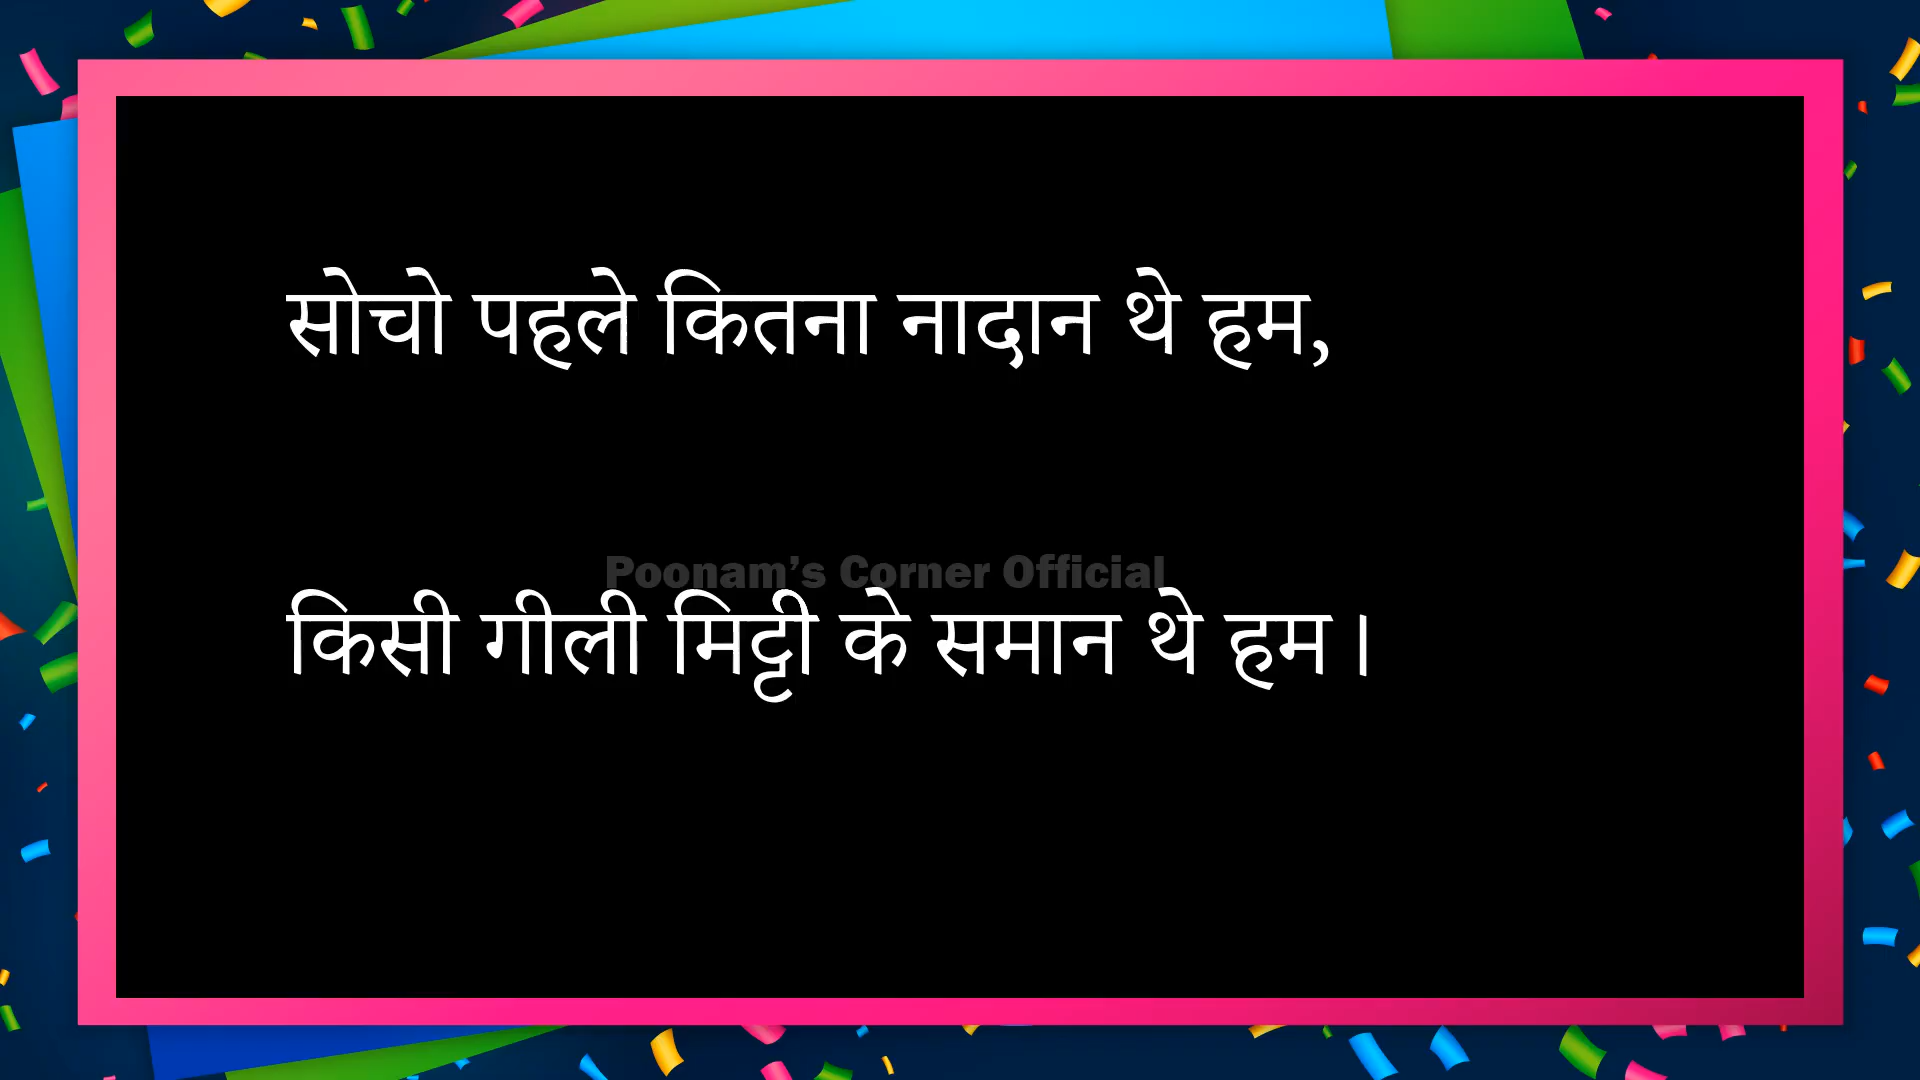 सोचो पहले कितना नादान थे हम,
Poonam’s Corner Official
किसी गीली मिट्टी के समान थे हम।